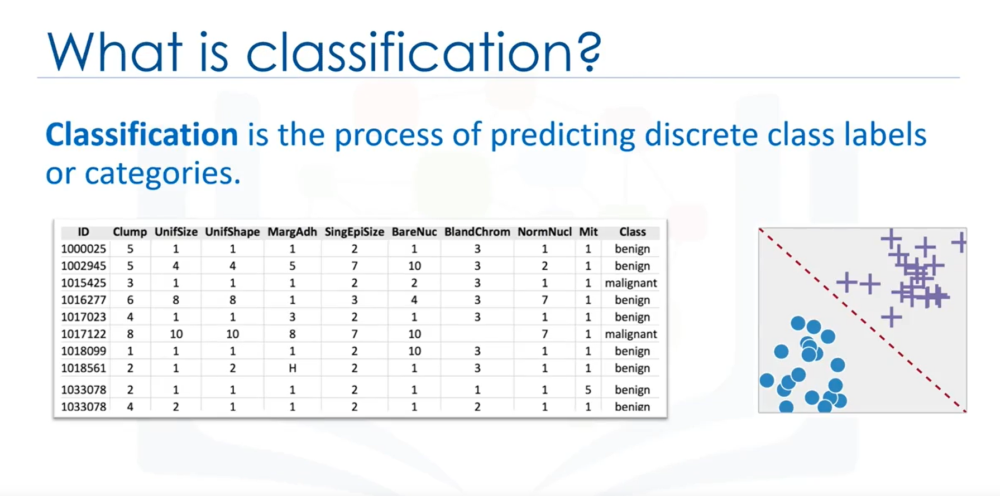 What is classification?
Classification is the process of predicting discrete class labels
or categories.
ID Clump UnifSize UnifShape MargAdh SingEpiSize BareNuc BlandChrom NormNucl Mit Class
1000025 5 1 1 1 2 1 3 1 1 benign
1002945 5 4 4 5 7 10 3 2 1 benign
1015425 3 1 1 1 2 2 3 1 1 malignant
1016277 6 8 8 1 3 4 3 7 1 benign
1017023 4 1 1 3 2 1 3 1 1 benign
1017122 8 10 10 8 7 10 7 1 malignant
1018099 1 1 1 1 2 10 3 1 1 benign
1018561 2 1 2 H 2 1 3 1 1 benign
1033078 2 1 1 1 2 1 1 1 5 benign
1033078 4 2 1 1 2 1 2 1 1 benign